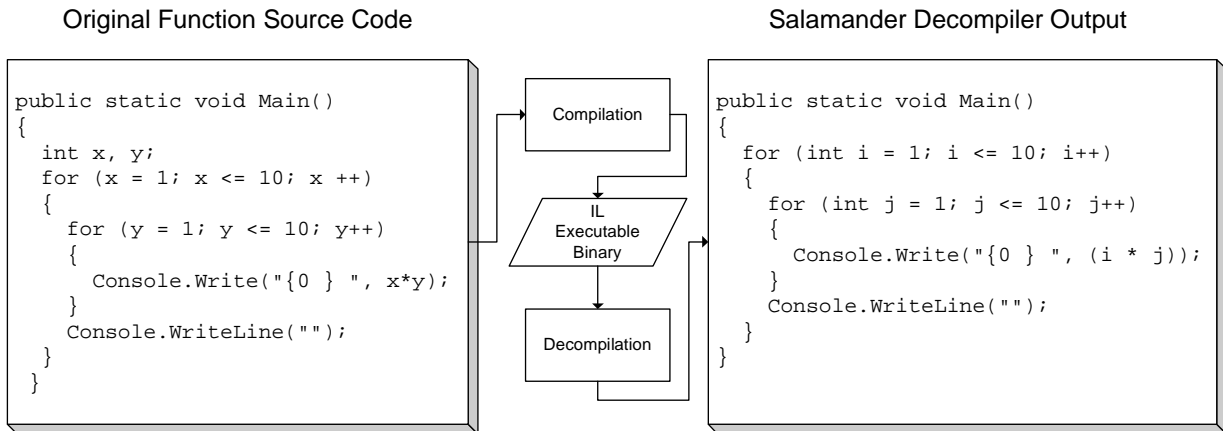 Original Function Source Code
public static void Main()
{
  int x, y;
  for (x = 1; x <= 10; x ++)
  {
    for (y = 1; y <= 10; y++)
    {
      Console.Write("{0 } ", x*y);
    }
    Console.WriteLine("");
  }
 }
Compilation
IL
Executable
Binary
Decompilation
Salamander Decompiler Output
public static void Main()
{
  for (int i = 1; i <= 10; i++)
  {
    for (int j = 1; j <= 10; j++)
    {
      Console.Write("{0 } ", (i * j));
    }
    Console.WriteLine("");
  }
}